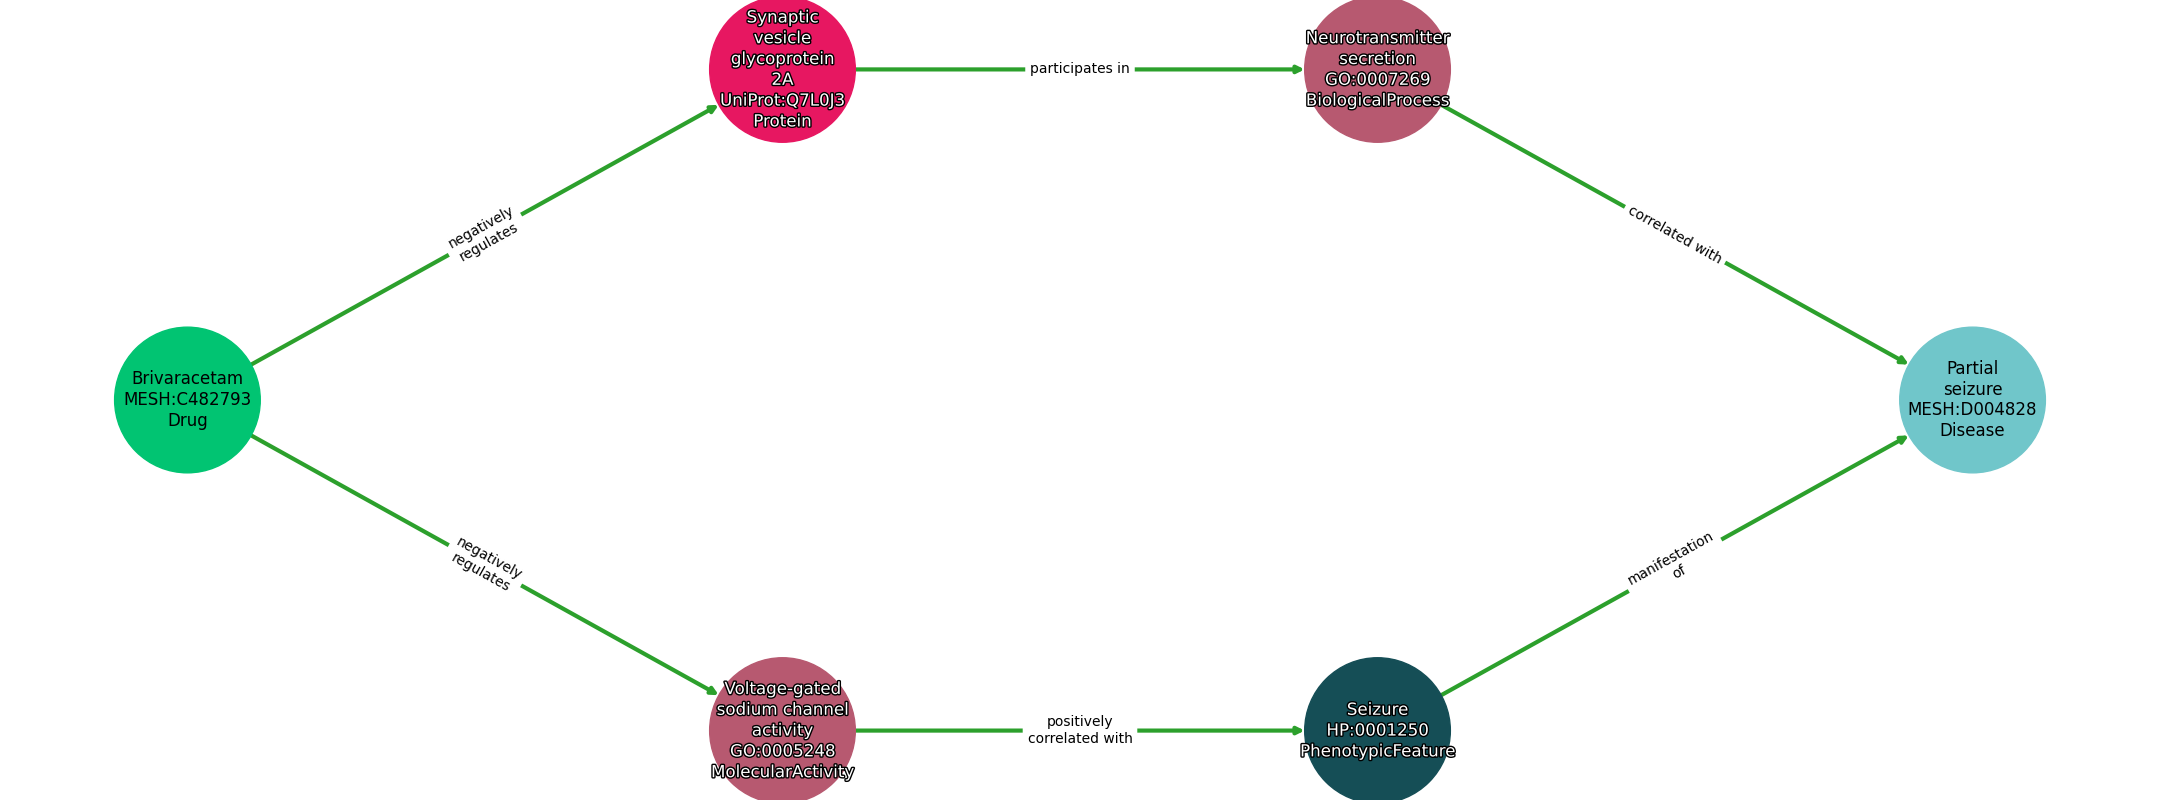 Synaptic
vesicle
glycoprotein
2A
UniProt:Q7L0J3
Protein
participates in
Neurotransmitter
secretion
GO:0007269
BiologicalProcess
negatively
regulates
correlated with
Brivaracetam
MESH:C482793
Drug
Partial
seizure
MESH:D004828
Disease
negatively
regulates
manifestation
of
Voltage-gated
sodium channel
activity
GO:0005248
MolecularActivity
positively
correlated with
Seizure
HP:0001250
PhenotypicFeature